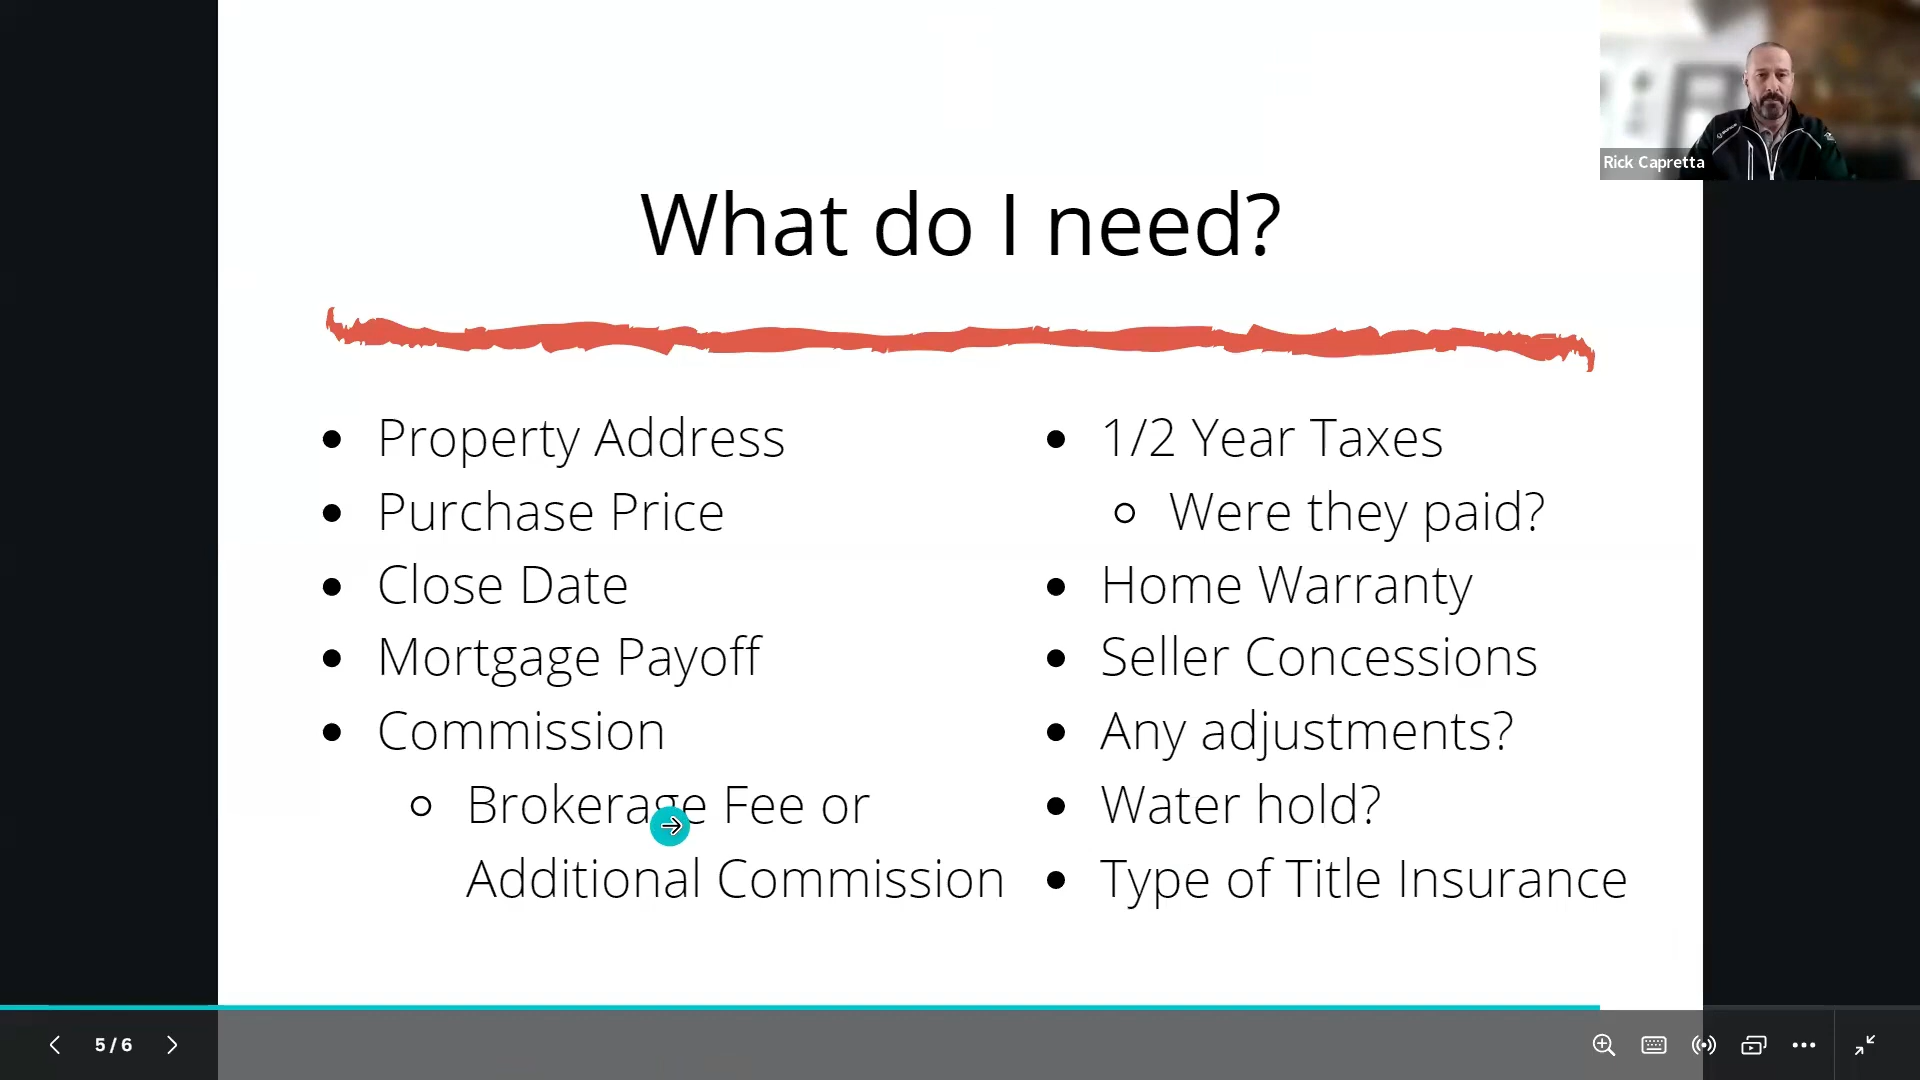 What do I need?
Rick Capretta
Property Address
Purchase Price
Close Date
Mortgage Payoff
Commission
Brokerage Fee or
Additional Commission
1/2 Year Taxes
Were they paid?
Home Warranty
Seller Concessions
Any adjustments?
Water hold?
Type of Title Insurance
5 / 6